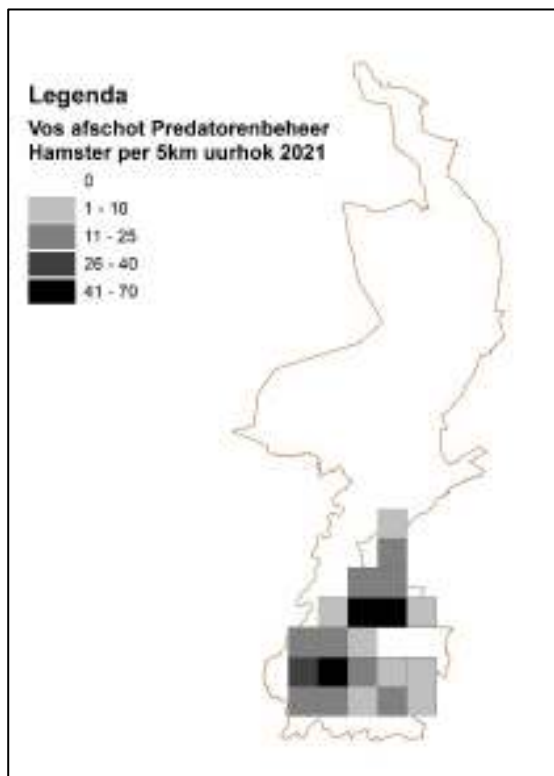 Legenda
Vos afschot Predatorenbeheer
Hamster per 5km uurhok 2021
0
1 - 10
11 - 25
26 - 40
41 - 70